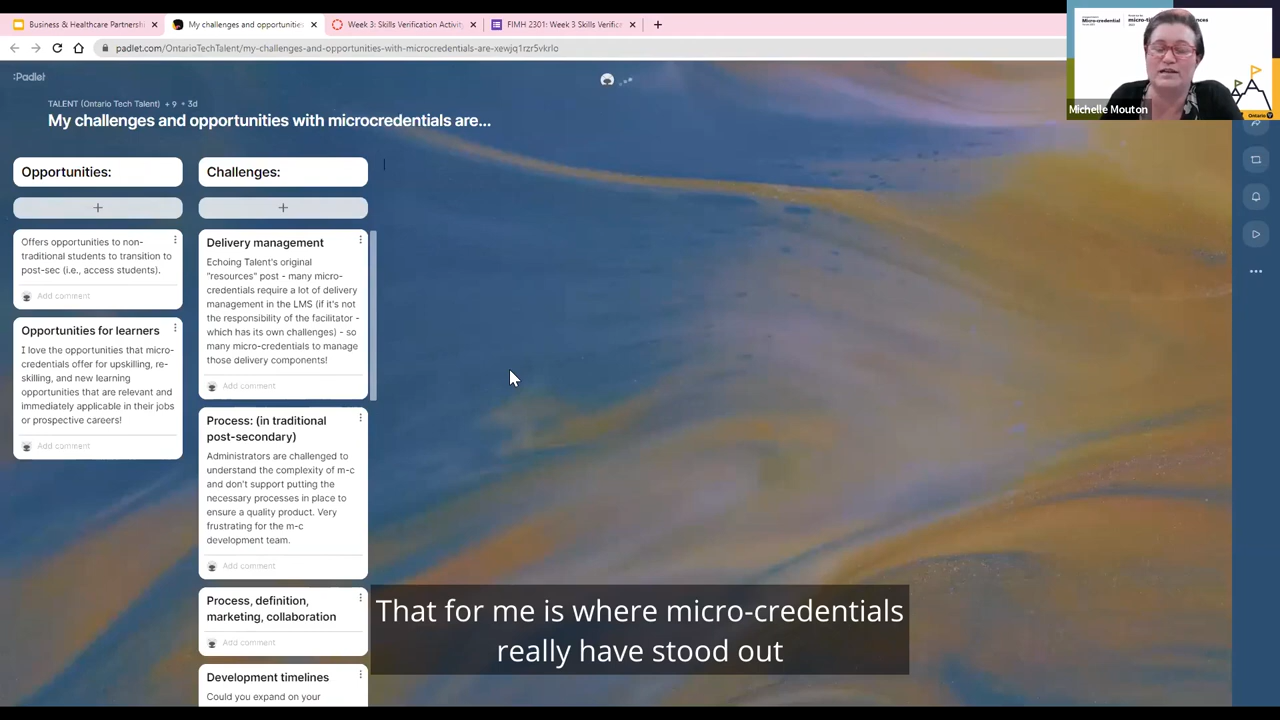 Business & Healthcare Partnershi
My challenges and opportunities
Week 3: Skills Verificationctivit
FIMH 2301: Week 3 Skills Verific
padlet.com/OntarioTechTalent/my-challenges-and-opportunities-with-microcredentials-are-xewjq1rzr5vkrlo
Micro-credential
Michelle Mouton
Ontario
:Padlet
TALENT (Ontario Tech Talent) + 9 • 3d
My challenges and opportunities with microcredentials are...
Opportunities:
+
Offers opportunities to non-
traditional students to transition to
post-sec (i.e., access students).
Add comment
Opportunities for learners
I love the opportunities that micro-
credentials offer for upskilling, re-
skilling, and new learning
opportunities that are relevant and
immediately applicable in their jobs
or prospective careers!
Add comment
Challenges:
+
Delivery management
Echoing Talent's original
"resources" post - many micro-
credentials require a lot of delivery
management in the LMS (if it's not
the responsibility of the facilitator -
which has its own challenges) - so
many micro-credentials to manage
those delivery components!
Add comment
Process: (in traditional
post-secondary)
Administrators are challenged to
understand the complexity of m-c
and don't support putting the
necessary processes in place to
ensure a quality product. Very
frustrating for the m-c
development team.
Add comment
Process, definition,
marketing, collaboration
Add comment
Development timelines
Could you expand on your
That for me is where micro-credentials
really have stood out